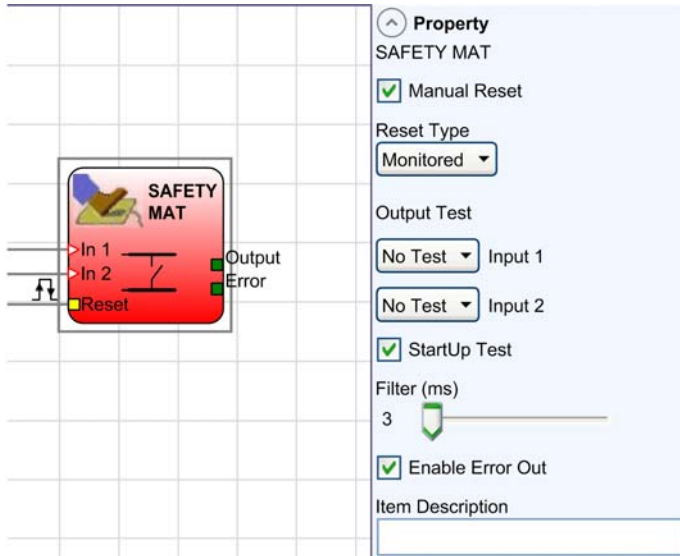 SAFETY
MAT
In 1
In 2
Reset
Output
Error
Property
SAFETY MAT
Manual Reset
Reset Type
Monitored
Output Test
No Test Input 1
No Test Input 2
StartUp Test
Filter (ms)
3
Enable Error Out
Item Description